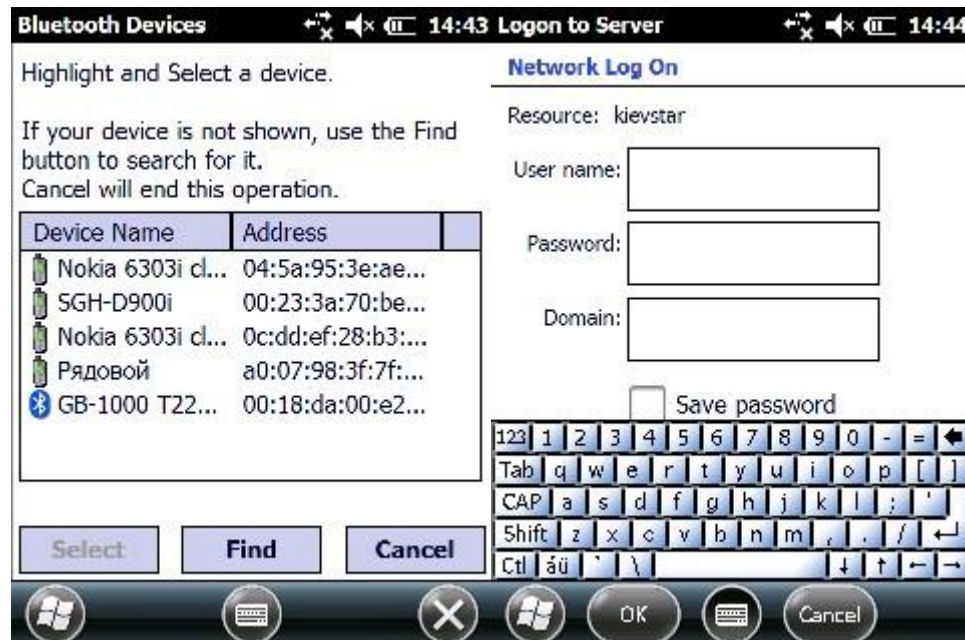 Bluetooth Devices 14:43
Highlight and Select a device.
If your device is not shown, use the Find
button to search for it.
Cancel will end this operation.
Device Name Address
Nokia 6303i cl... 04:5a:95:3e:ae...
SGH-D900i 00:23:3a:70:be...
Nokia 6303i cl... 0c:dd:ef:28:b3:...
Рядовой a0:07:98:3f:7f:...
GB-1000 T22... 00:18:da:00:e2...
Select Find Cancel
Logon to Server 14:44
Network Log On
Resource: kievstar
User name:
Password:
Domain:
Save password
123 1 2 3 4 5 6 7 8 9 0 - =
Tab q w e r t y u i o p [ ]
CAP a s d f g h j k l ; '
Shift z x c v b n m , . /
Ctl áü ` \
OK Cancel